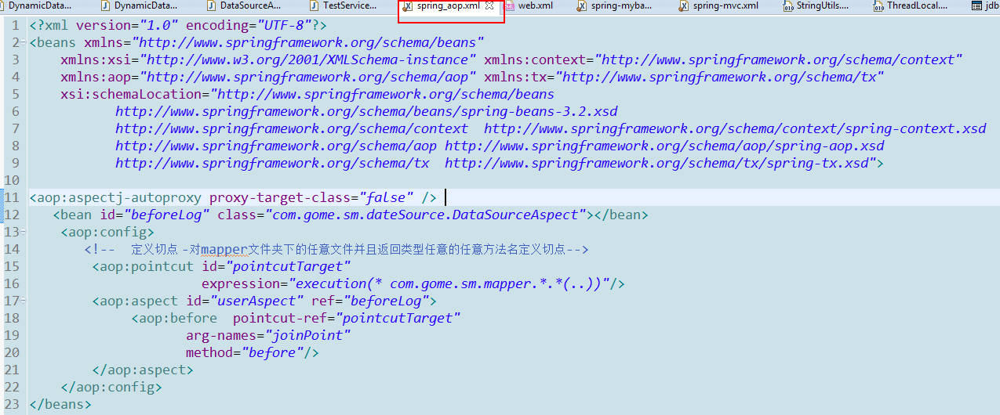 DynamicData... DynamicData... DataSourceA... TestService... spring_aop.xml web.xml spring-myba... spring-mvc.xml StringUtils.... ThreadLocal.... jdb
1 <?xml version="1.0" encoding="UTF-8"?>
2 <beans xmlns="http://www.springframework.org/schema/beans"
3 xmlns:xsi="http://www.w3.org/2001/XMLSchema-instance" xmlns:context="http://www.springframework.org/schema/context"
4 xmlns:aop="http://www.springframework.org/schema/aop" xmlns:tx="http://www.springframework.org/schema/tx"
5 xsi:schemaLocation="http://www.springframework.org/schema/beans
6 http://www.springframework.org/schema/beans/spring-beans-3.2.xsd
7 http://www.springframework.org/schema/context  http://www.springframework.org/schema/context/spring-context.xsd
8 http://www.springframework.org/schema/aop http://www.springframework.org/schema/aop/spring-aop.xsd
9 http://www.springframework.org/schema/tx  http://www.springframework.org/schema/tx/spring-tx.xsd">
10
11 <aop:aspectj-autoproxy proxy-target-class="false" />
12 <bean id="beforeLog" class="com.gome.sm.dateSource.DataSourceAspect"></bean>
13 <aop:config>
14 <!--  定义切点 -对mapper文件夹下的任意文件并且返回类型任意的任意方法名定义切点-->
15 <aop:pointcut id="pointcutTarget"
16 expression="execution(* com.gome.sm.mapper.*.*(..))"/>
17 <aop:aspect id="userAspect" ref="beforeLog">
18 <aop:before  pointcut-ref="pointcutTarget"
19 arg-names="joinPoint"
20 method="before"/>
21 </aop:aspect>
22 </aop:config>
23 </beans>